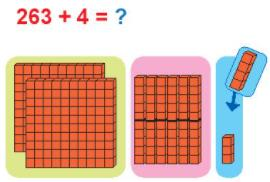 263 + 4 = ?